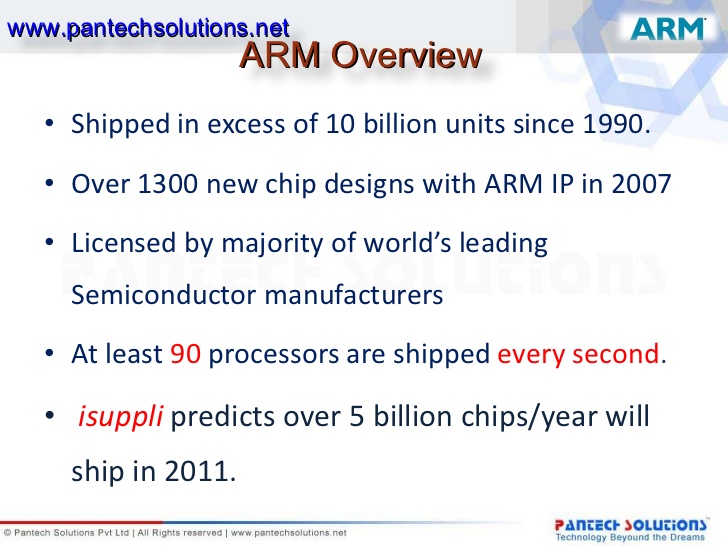 www.pantechsolutions.net
ARM
ARM Overview
• Shipped in excess of 10 billion units since 1990.
• Over 1300 new chip designs with ARM IP in 2007
• Licensed by majority of world’s leading
Semiconductor manufacturers
PANTECH SOLUTIONS
• At least 90 processors are shipped every second.
• isuppli predicts over 5 billion chips/year will
ship in 2011.
© Pantech Solutions Pvt Ltd | All Rights reserved | www.pantechsolutions.net
PANTECH SOLUTIONS™
Technology Beyound the Dreams